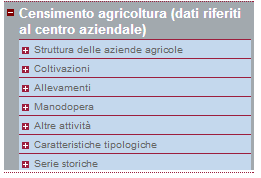 Censimento agricoltura (dati riferiti
al centro aziendale)
Struttura delle aziende agricole
Coltivazioni
Allevamenti
Manodopera
Altre attività
Caratteristiche tipologiche
Serie storiche